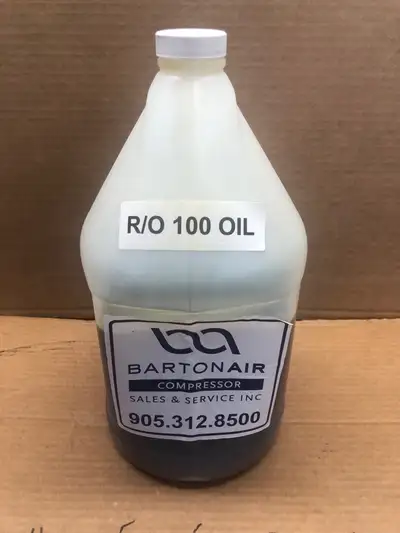 R/O 100 OIL
BARTONAIR
COMPRESSOR
SALES & SERVICE INC
905.312.8500